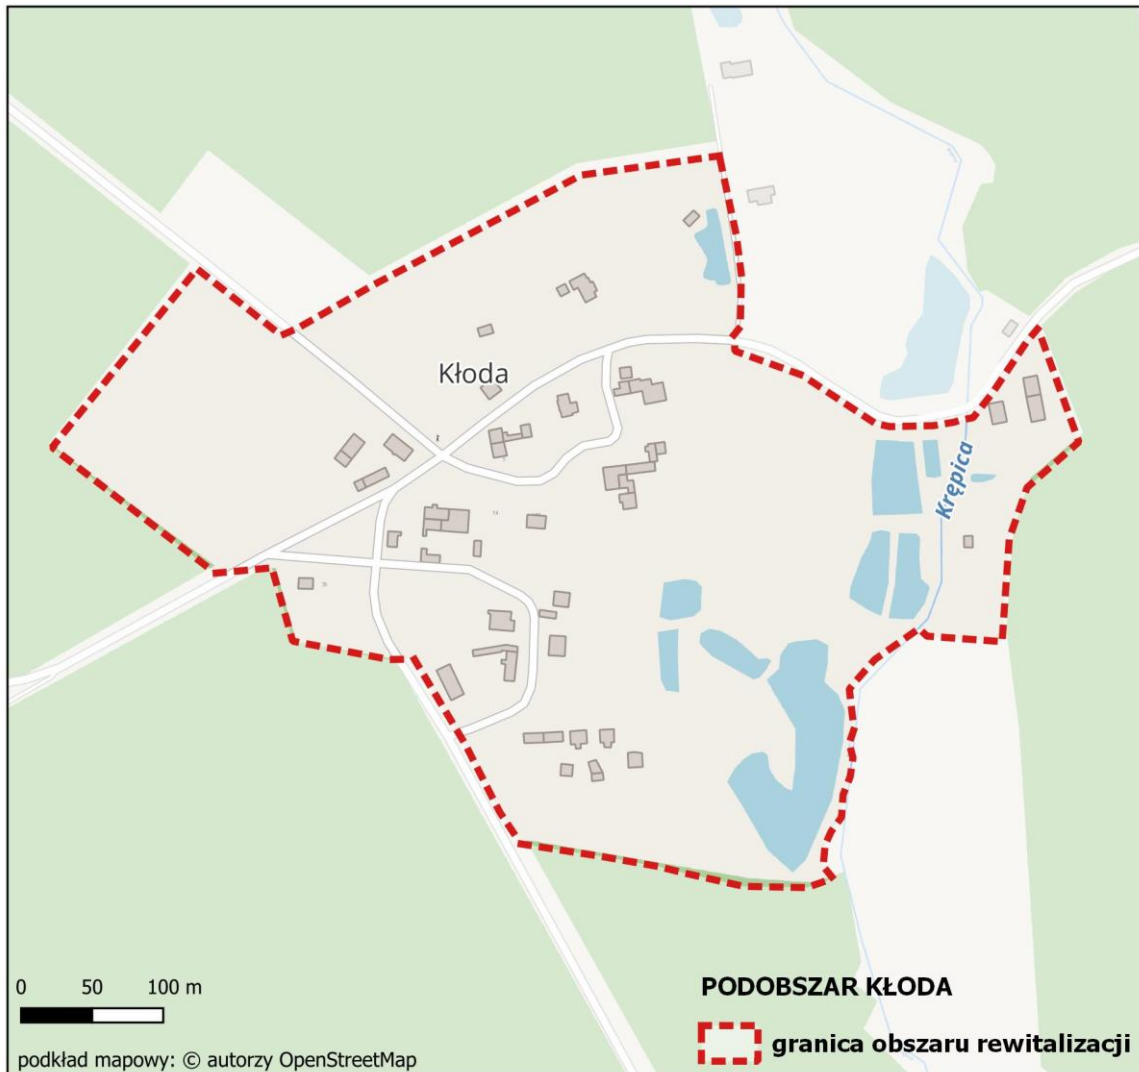 Kłoda
Krępica
0 50 100 m
PODOBSZAR KŁODA
granica obszaru rewitalizacji
podkład mapowy: © autorzy OpenStreetMap